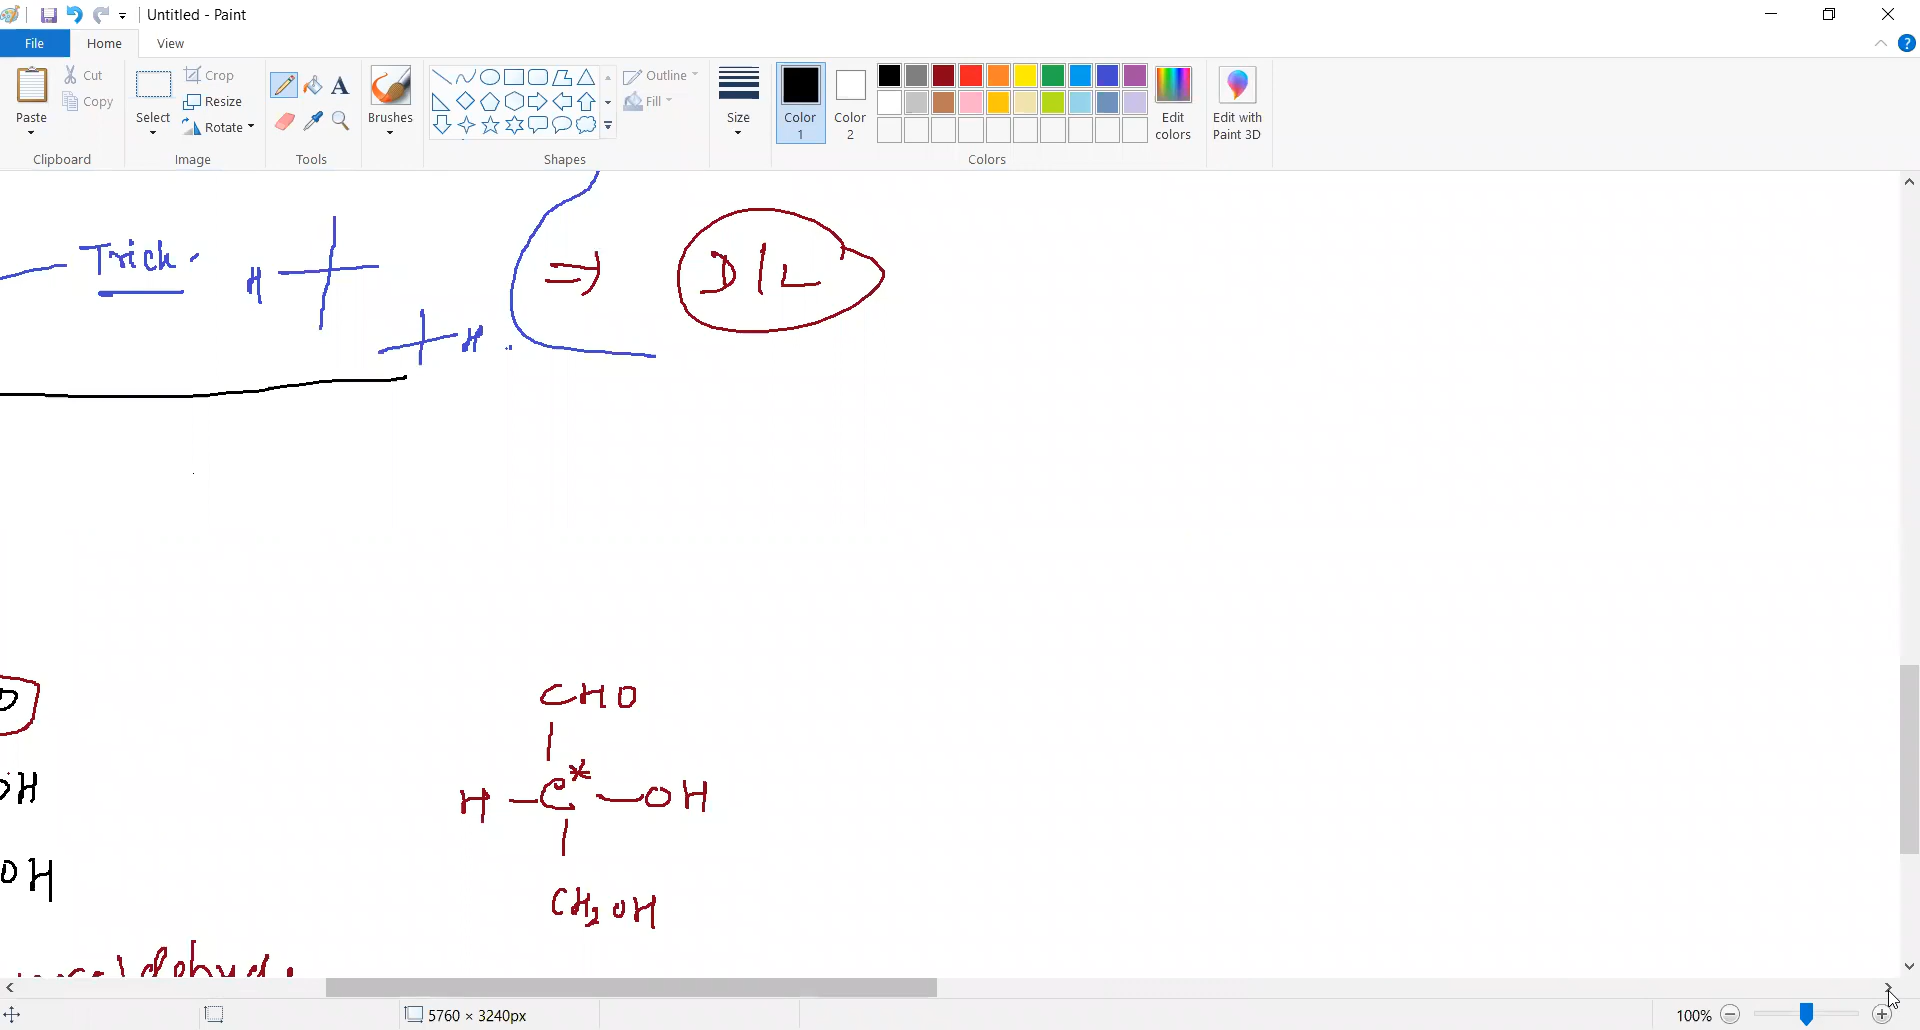 Untitled - Paint
File Home View
Paste
Cut
Copy
Clipboard
Select
Crop
Resize
Rotate
Image
A
Tools
Brushes
Outline
Fill
Shapes
Size
Color 1
Color 2
Edit colors
Edit with Paint 3D
Colors
Trick.
H
H
⇒ D/L
CHO
H - C* - OH
CH2OH
OH
OH
5760 × 3240px
100%